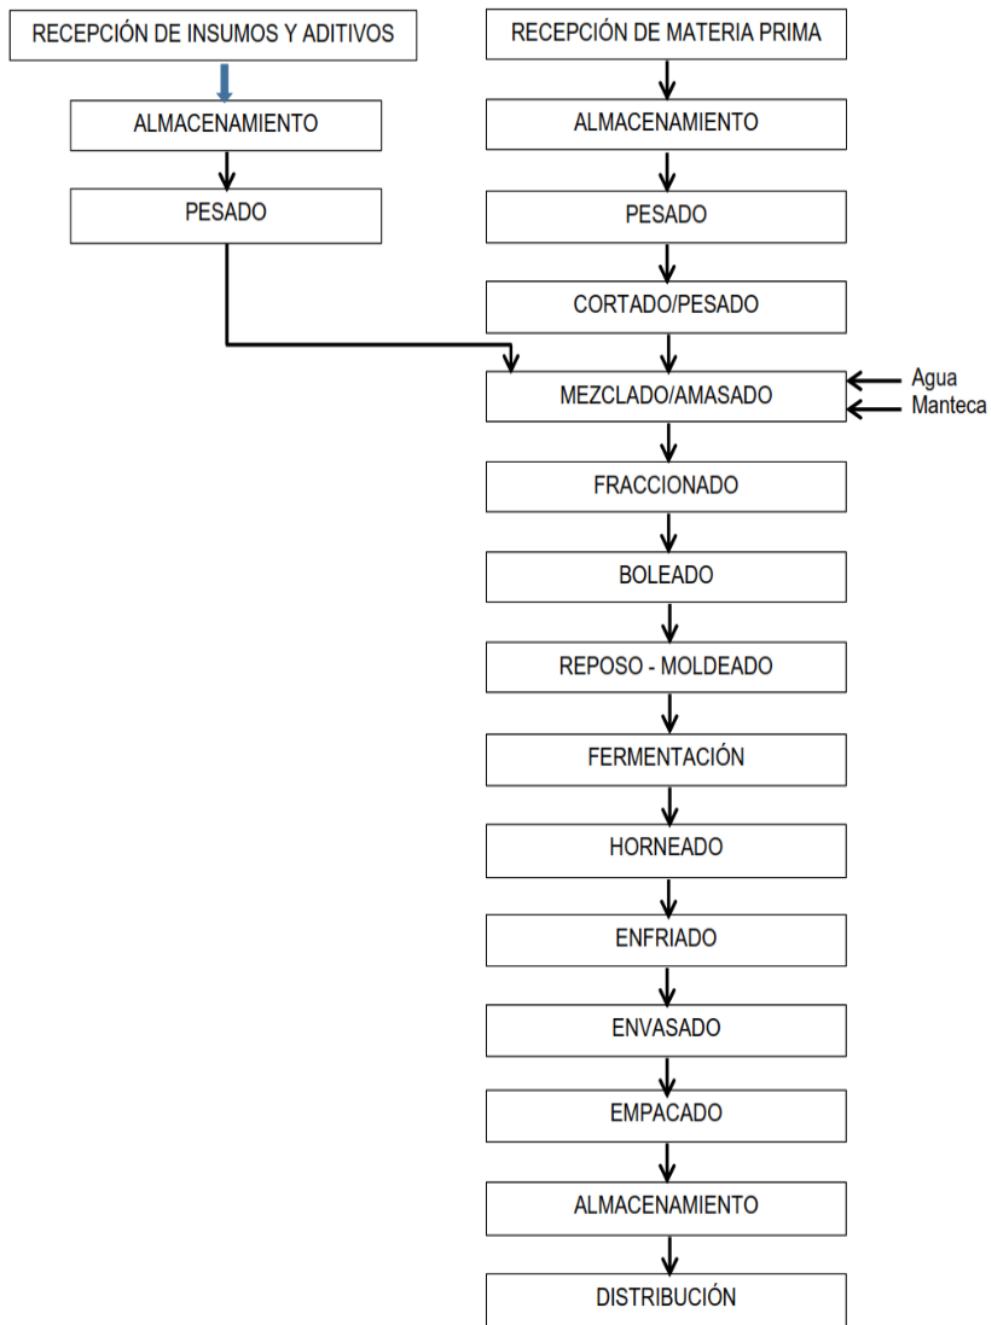 RECEPCIÓN DE INSUMOS Y ADITIVOS
ALMACENAMIENTO
PESADO
RECEPCIÓN DE MATERIA PRIMA
ALMACENAMIENTO
PESADO
CORTADO/PESADO
MEZCLADO/AMASADO
Agua
Manteca
FRACCIONADO
BOLEADO
REPOSO - MOLDEADO
FERMENTACIÓN
HORNEADO
ENFRIADO
ENVASADO
EMPACADO
ALMACENAMIENTO
DISTRIBUCIÓN